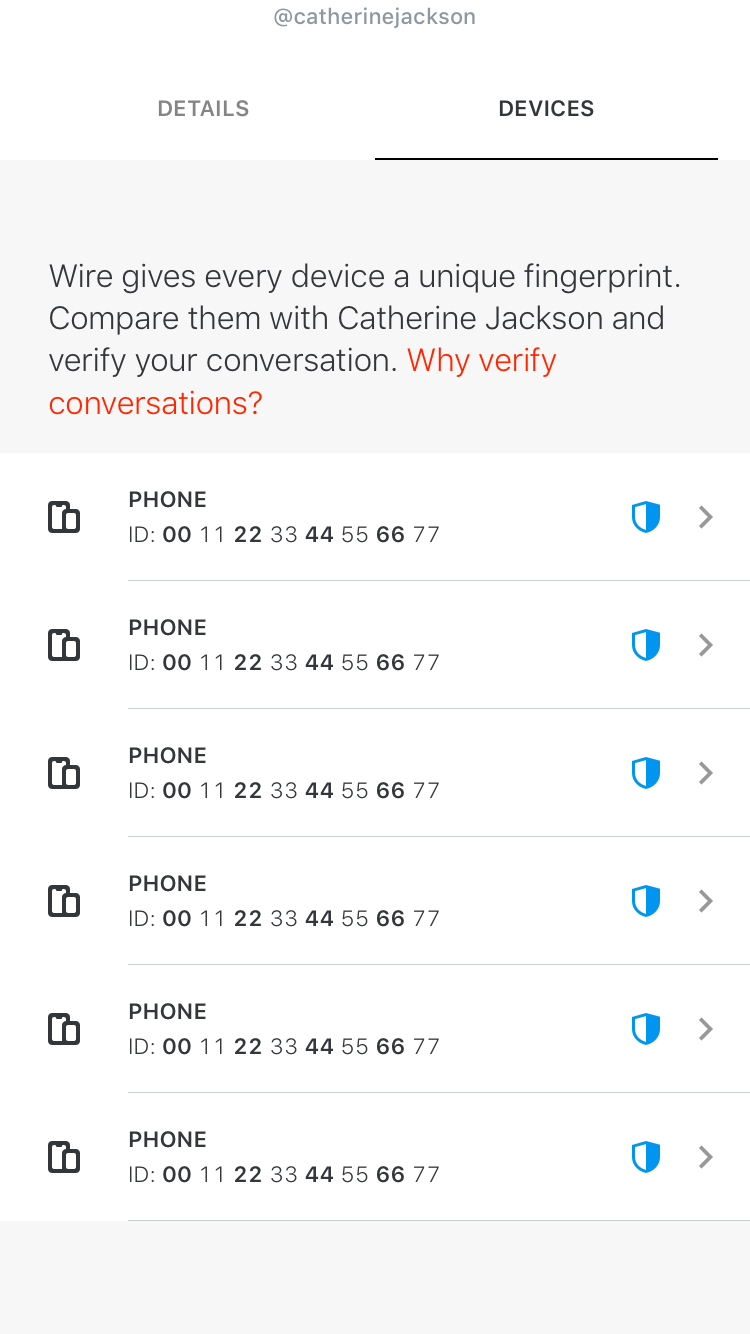 @catherinejackson
DETAILS
DEVICES
Wire gives every device a unique fingerprint.
Compare them with Catherine Jackson and
verify your conversation. Why verify
conversations?
PHONE
ID: 00 11 22 33 44 55 66 77
PHONE
ID: 00 11 22 33 44 55 66 77
PHONE
ID: 00 11 22 33 44 55 66 77
PHONE
ID: 00 11 22 33 44 55 66 77
PHONE
ID: 00 11 22 33 44 55 66 77
PHONE
ID: 00 11 22 33 44 55 66 77